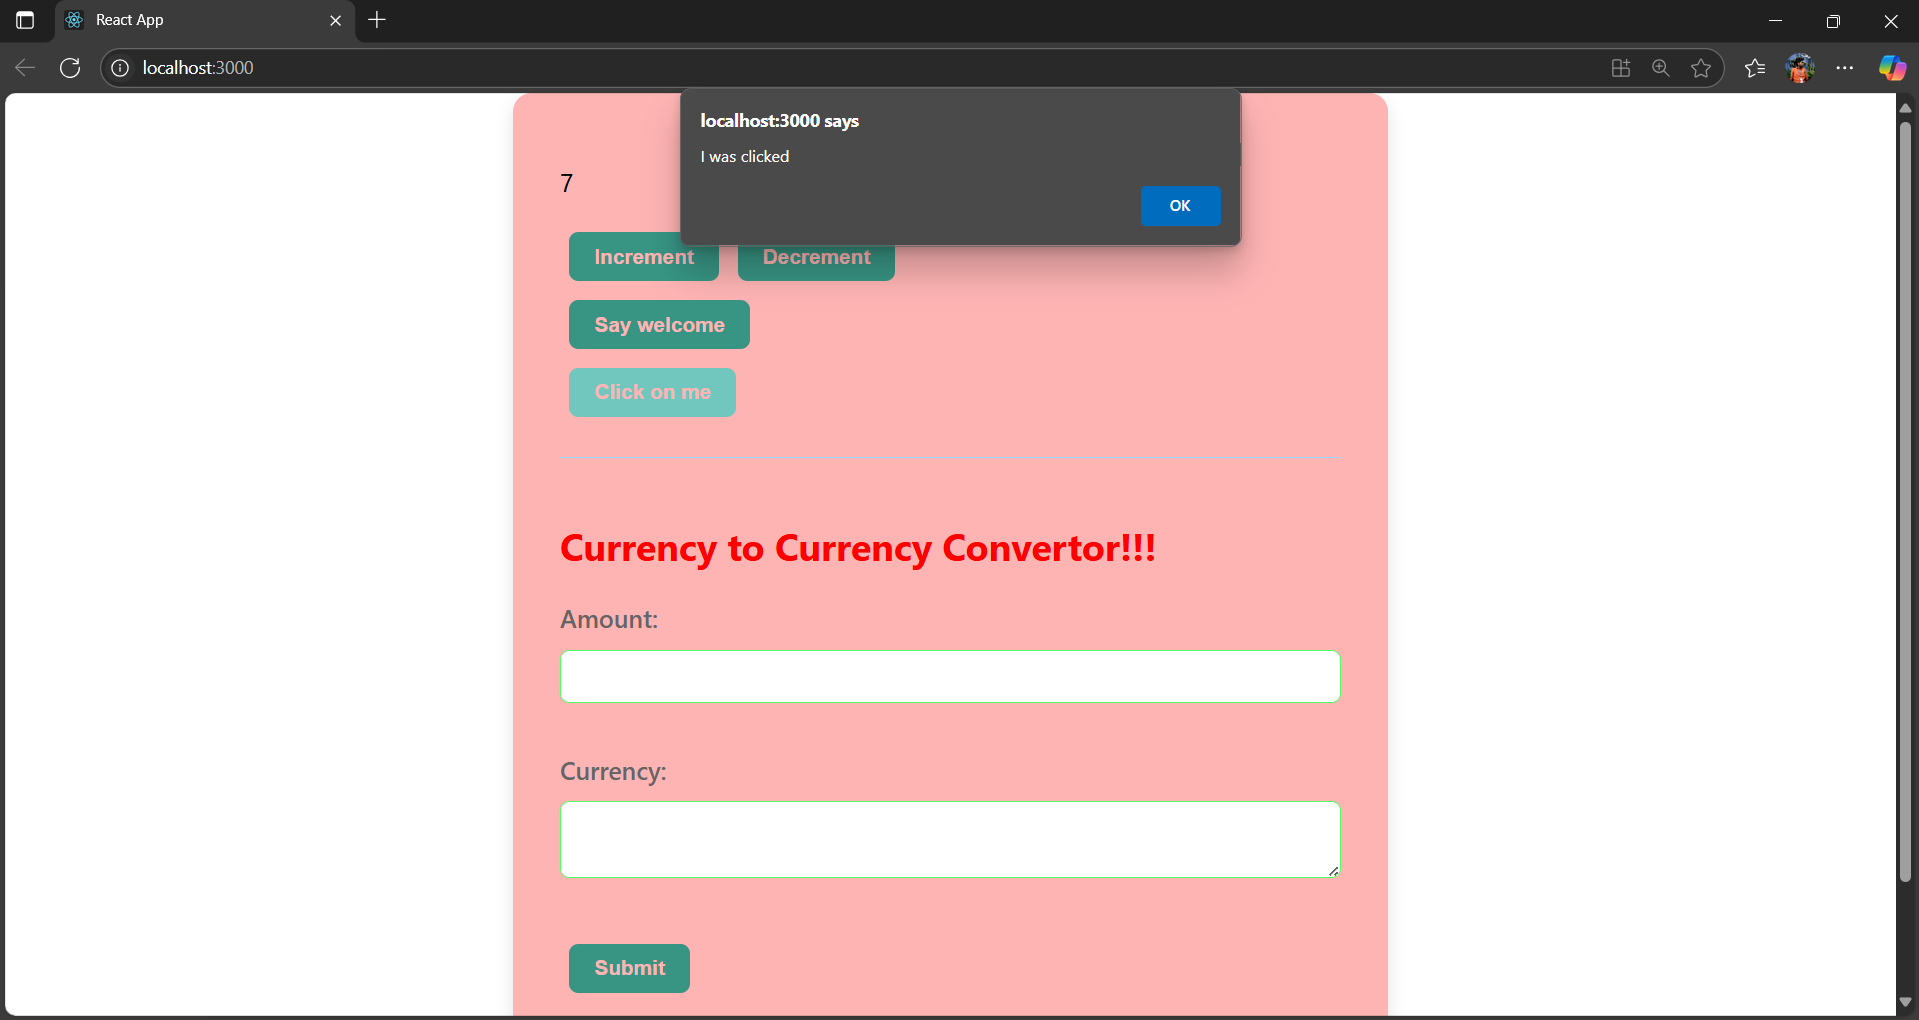 React App
localhost:3000
localhost:3000 says
I was clicked
OK
7
Increment Decrement
Say welcome
Click on me
Currency to Currency Convertor!!!
Amount:
Currency:
Submit